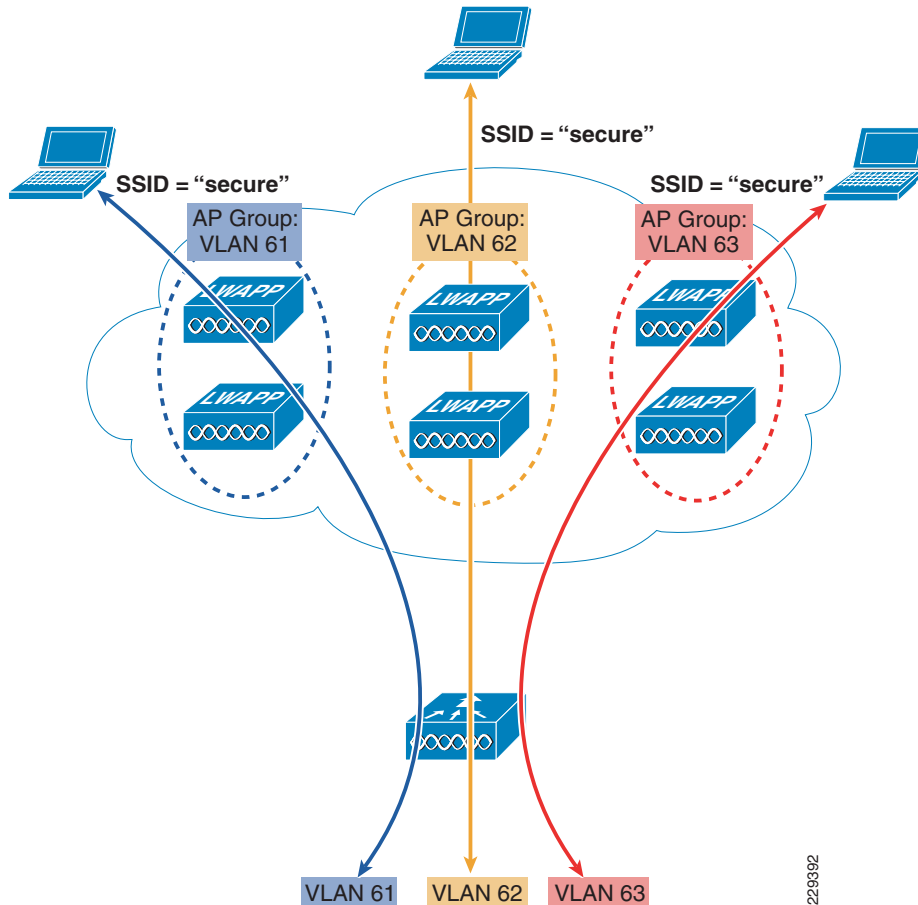 SSID = “secure”
SSID = “secure”
SSID = “secure”
AP Group:
VLAN 61
AP Group:
VLAN 62
AP Group:
VLAN 63
LWAPP
LWAPP
LWAPP
LWAPP
LWAPP
LWAPP
VLAN 61
VLAN 62
VLAN 63
229392